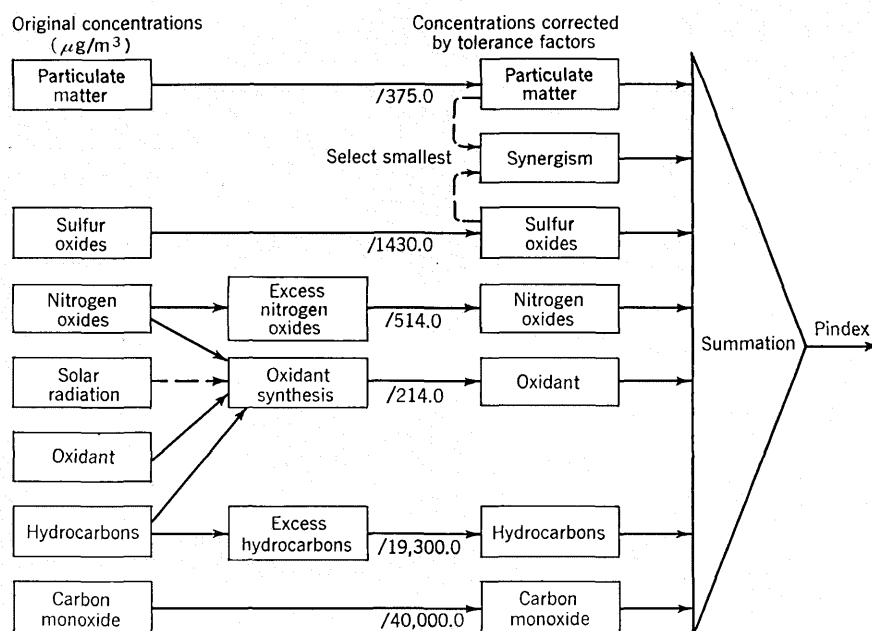 Original concentrations
(μg/m³)
Concentrations corrected
by tolerance factors
Particulate
matter
/375.0
Particulate
matter
Select smallest
Synergism
Sulfur
oxides
/1430.0
Sulfur
oxides
Nitrogen
oxides
Excess
nitrogen
oxides
/514.0
Nitrogen
oxides
Solar
radiation
Oxidant
synthesis
/214.0
Oxidant
Summation
Pindex
Oxidant
Hydrocarbons
Excess
hydrocarbons
/19,300.0
Hydrocarbons
Carbon
monoxide
/40,000.0
Carbon
monoxide